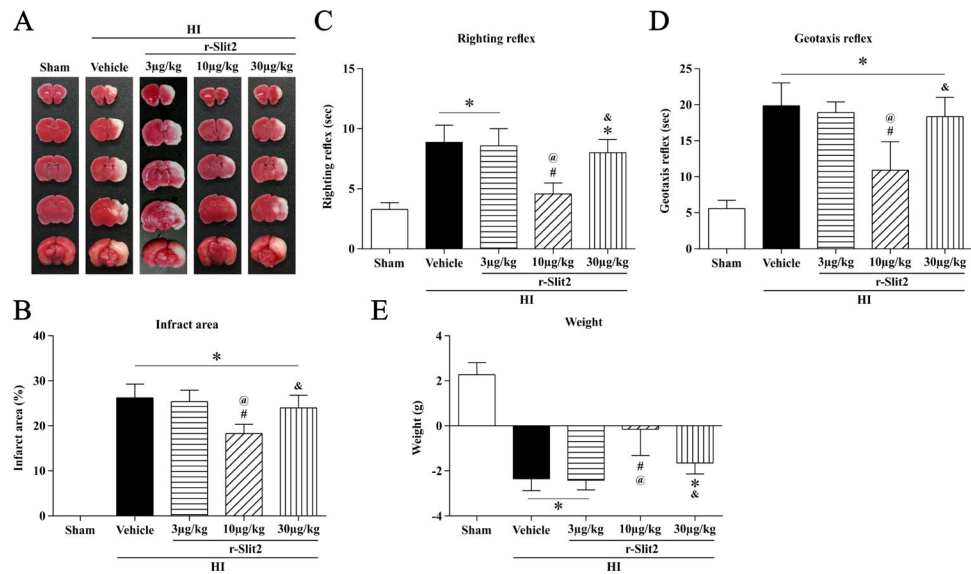 A
HI
r-Slit2
Sham Vehicle 3μg/kg 10μg/kg 30μg/kg
C
Righting reflex
Righting reflex (sec)
15
10
5
0
*
@
#
&
*
Sham Vehicle 3μg/kg 10μg/kg 30μg/kg
r-Slit2
HI
D
Geotaxis reflex
Geotaxis reflex (sec)
25
20
15
10
5
0
*
@
#
&
Sham Vehicle 3μg/kg 10μg/kg 30μg/kg
r-Slit2
HI
B
Infract area
Infarct area (%)
40
30
20
10
0
*
@
#
&
Sham Vehicle 3μg/kg 10μg/kg 30μg/kg
r-Slit2
HI
E
Weight
Weight (g)
4
2
0
-2
-4
*
#
@
*
&
Sham Vehicle 3μg/kg 10μg/kg 30μg/kg
r-Slit2
HI